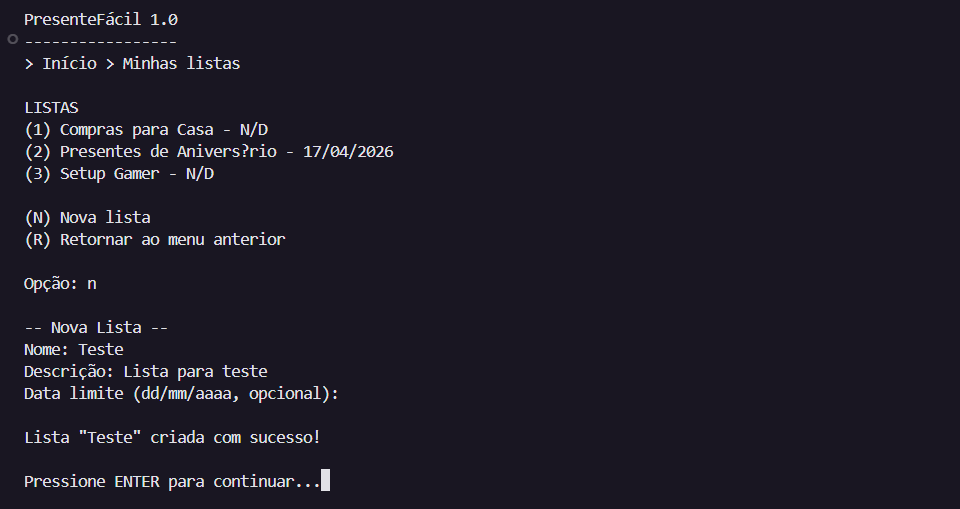 PresenteFácil 1.0
-----------------
> Início > Minhas listas
LISTAS
(1) Compras para Casa - N/D
(2) Presentes de Anivers?rio - 17/04/2026
(3) Setup Gamer - N/D
(N) Nova lista
(R) Retornar ao menu anterior
Opção: n
-- Nova Lista --
Nome: Teste
Descrição: Lista para teste
Data limite (dd/mm/aaaa, opcional):
Lista "Teste" criada com sucesso!
Pressione ENTER para continuar...